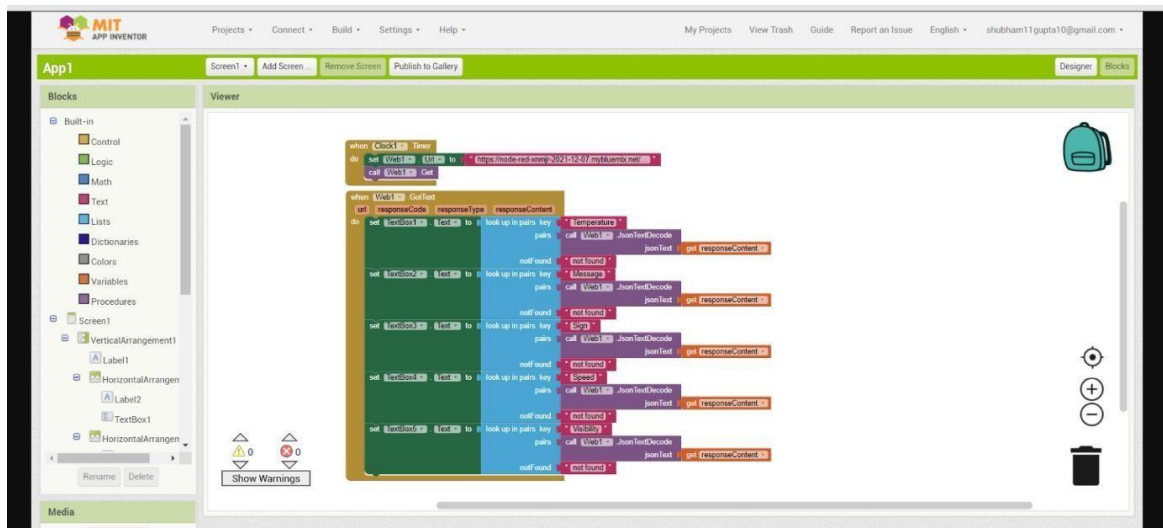 MIT
APP INVENTOR
Projects Connect Build Settings Help My Projects View Trash Guide Report an Issue English shubham11gupta10@gmail.com
App1 Screen1 Add Screen ... Remove Screen Publish to Gallery Designer Blocks
Blocks Viewer
Built-in
Control
Logic
Math
Text
Lists
Dictionaries
Colors
Variables
Procedures
Screen1
VerticalArrangement1
Label1
HorizontalArrangem
Label2
TextBox1
HorizontalArrangem
Rename Delete
Media
when Clock1 . Timer
do set Web1 . Url to " https://node-red-xnmjr-2021-12-07.mybluemix.net/ "
call Web1 . Get
when Web1 . GotText
url responseCode responseType responseContent
do set TextBox1 . Text to look up in pairs key " Temperature "
pairs call Web1 . JsonTextDecode
jsonText get responseContent
notFound " not found "
set TextBox2 . Text to look up in pairs key " Message "
pairs call Web1 . JsonTextDecode
jsonText get responseContent
notFound " not found "
set TextBox3 . Text to look up in pairs key " Sign "
pairs call Web1 . JsonTextDecode
jsonText get responseContent
notFound " not found "
set TextBox4 . Text to look up in pairs key " Speed "
pairs call Web1 . JsonTextDecode
jsonText get responseContent
notFound " not found "
set TextBox5 . Text to look up in pairs key " Visibility "
pairs call Web1 . JsonTextDecode
jsonText get responseContent
notFound " not found "
0 0
Show Warnings